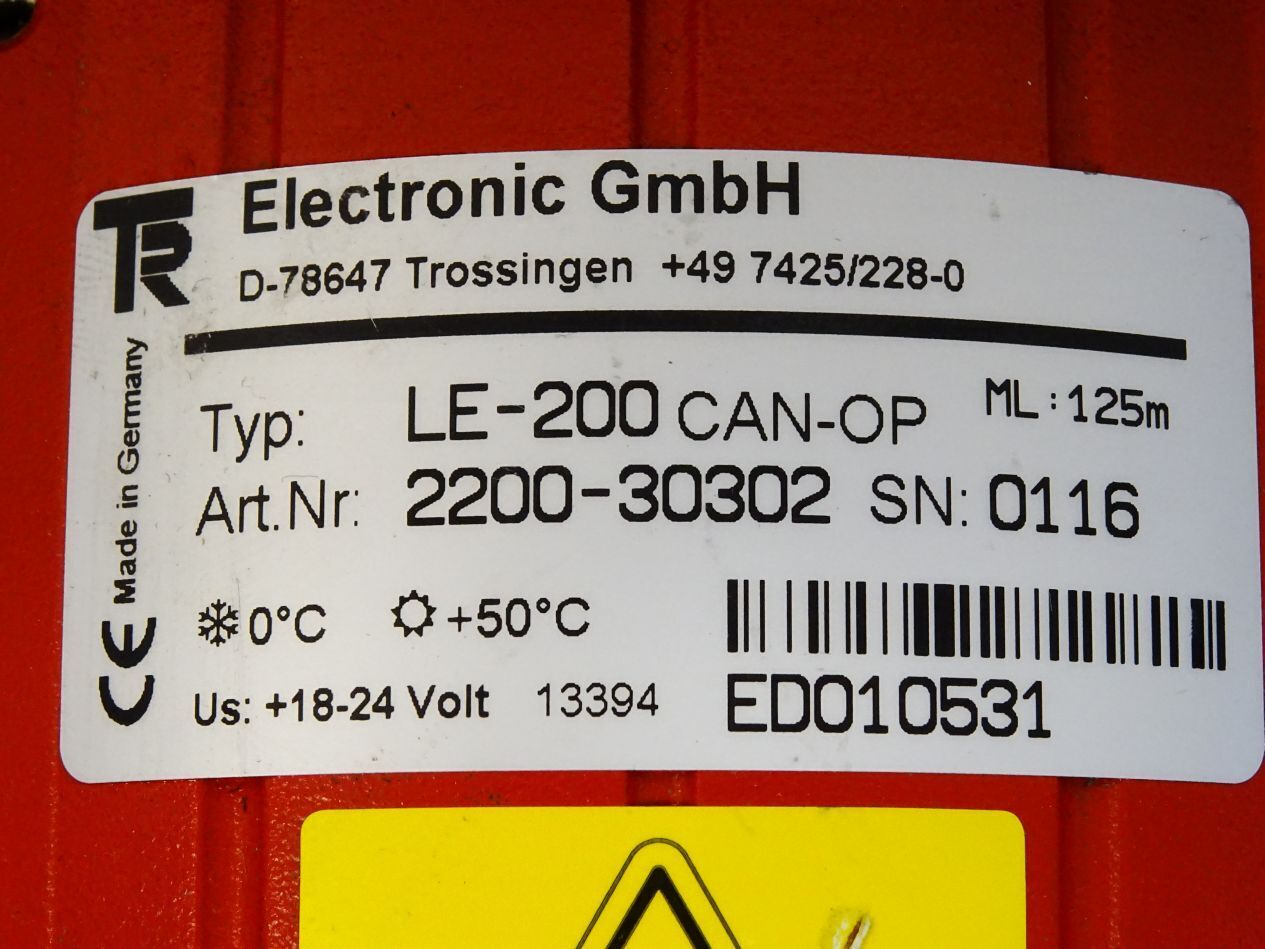 TR Electronic GmbH
D-78647 Trossingen +49 7425/228-0
Typ: LE-200 CAN-OP ML:125m
Art.Nr: 2200-30302 SN: 0116
0°C +50°C
Us: +18-24 Volt 13394 ED010531
CE Made in Germany